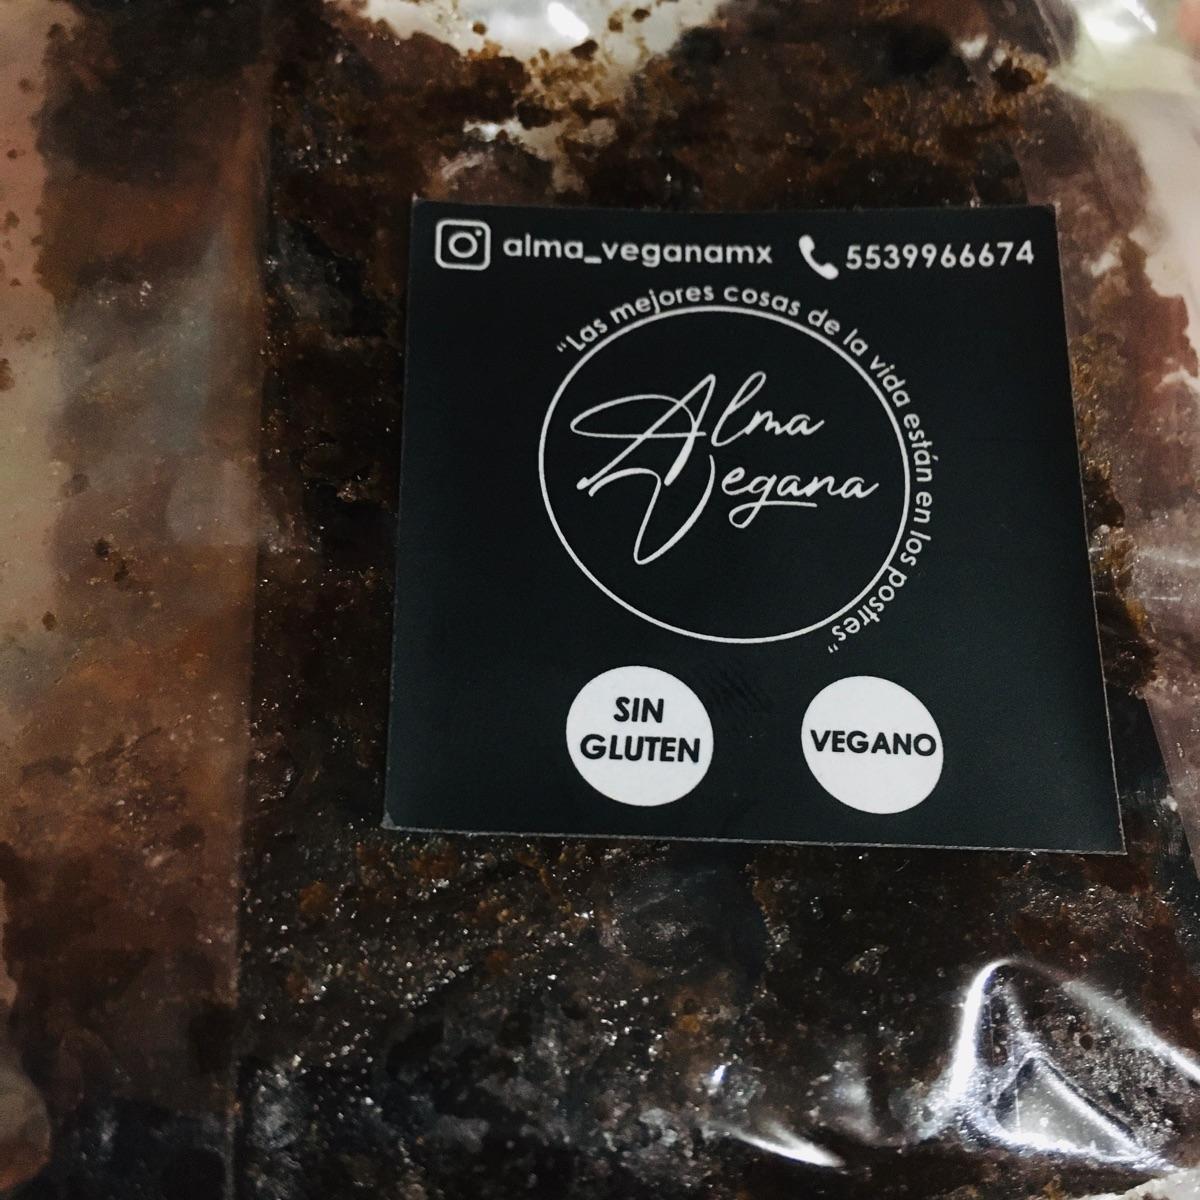 alma_veganamx 5539966674
"Las mejores cosas de la vida están en los postres"
Alma
Vegana
SIN
GLUTEN
VEGANO